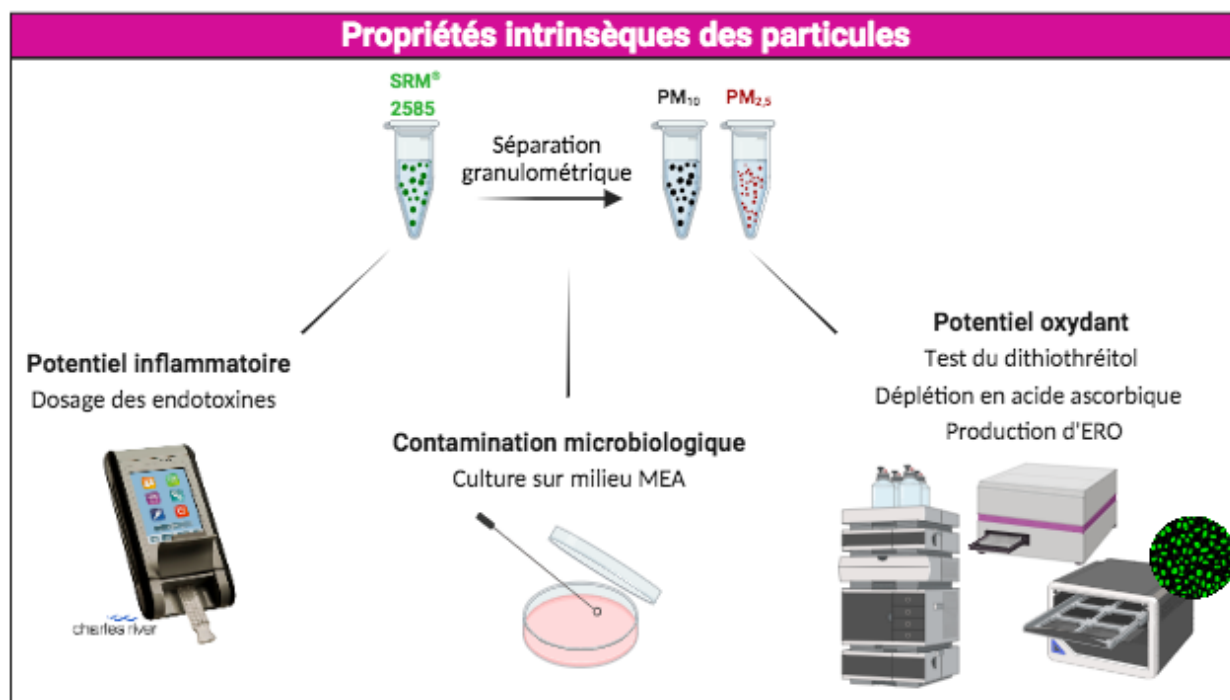 Propriétés intrinsèques des particules
SRM®
2585
PM₁₀ PM₂,₅
Séparation
granulométrique
Potentiel inflammatoire
Dosage des endotoxines
Contamination microbiologique
Culture sur milieu MEA
Potentiel oxydant
Test du dithiothréitol
Déplétion en acide ascorbique
Production d'ERO
charles river